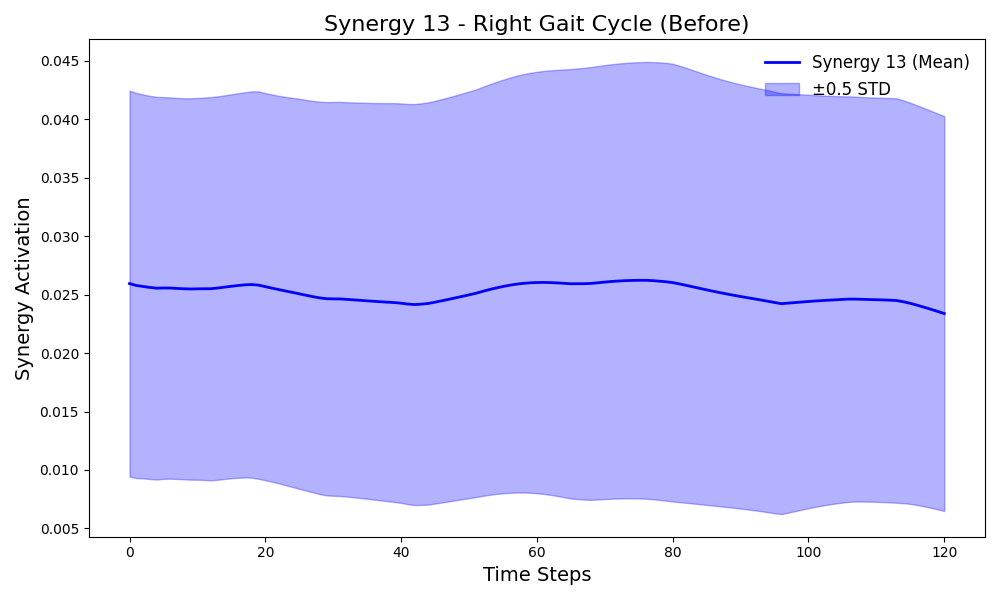 Synergy 13 - Right Gait Cycle (Before)
Synergy 13 (Mean)
±0.5 STD
Synergy Activation
0.045
0.040
0.035
0.030
0.025
0.020
0.015
0.010
0.005
0 20 40 60 80 100 120
Time Steps